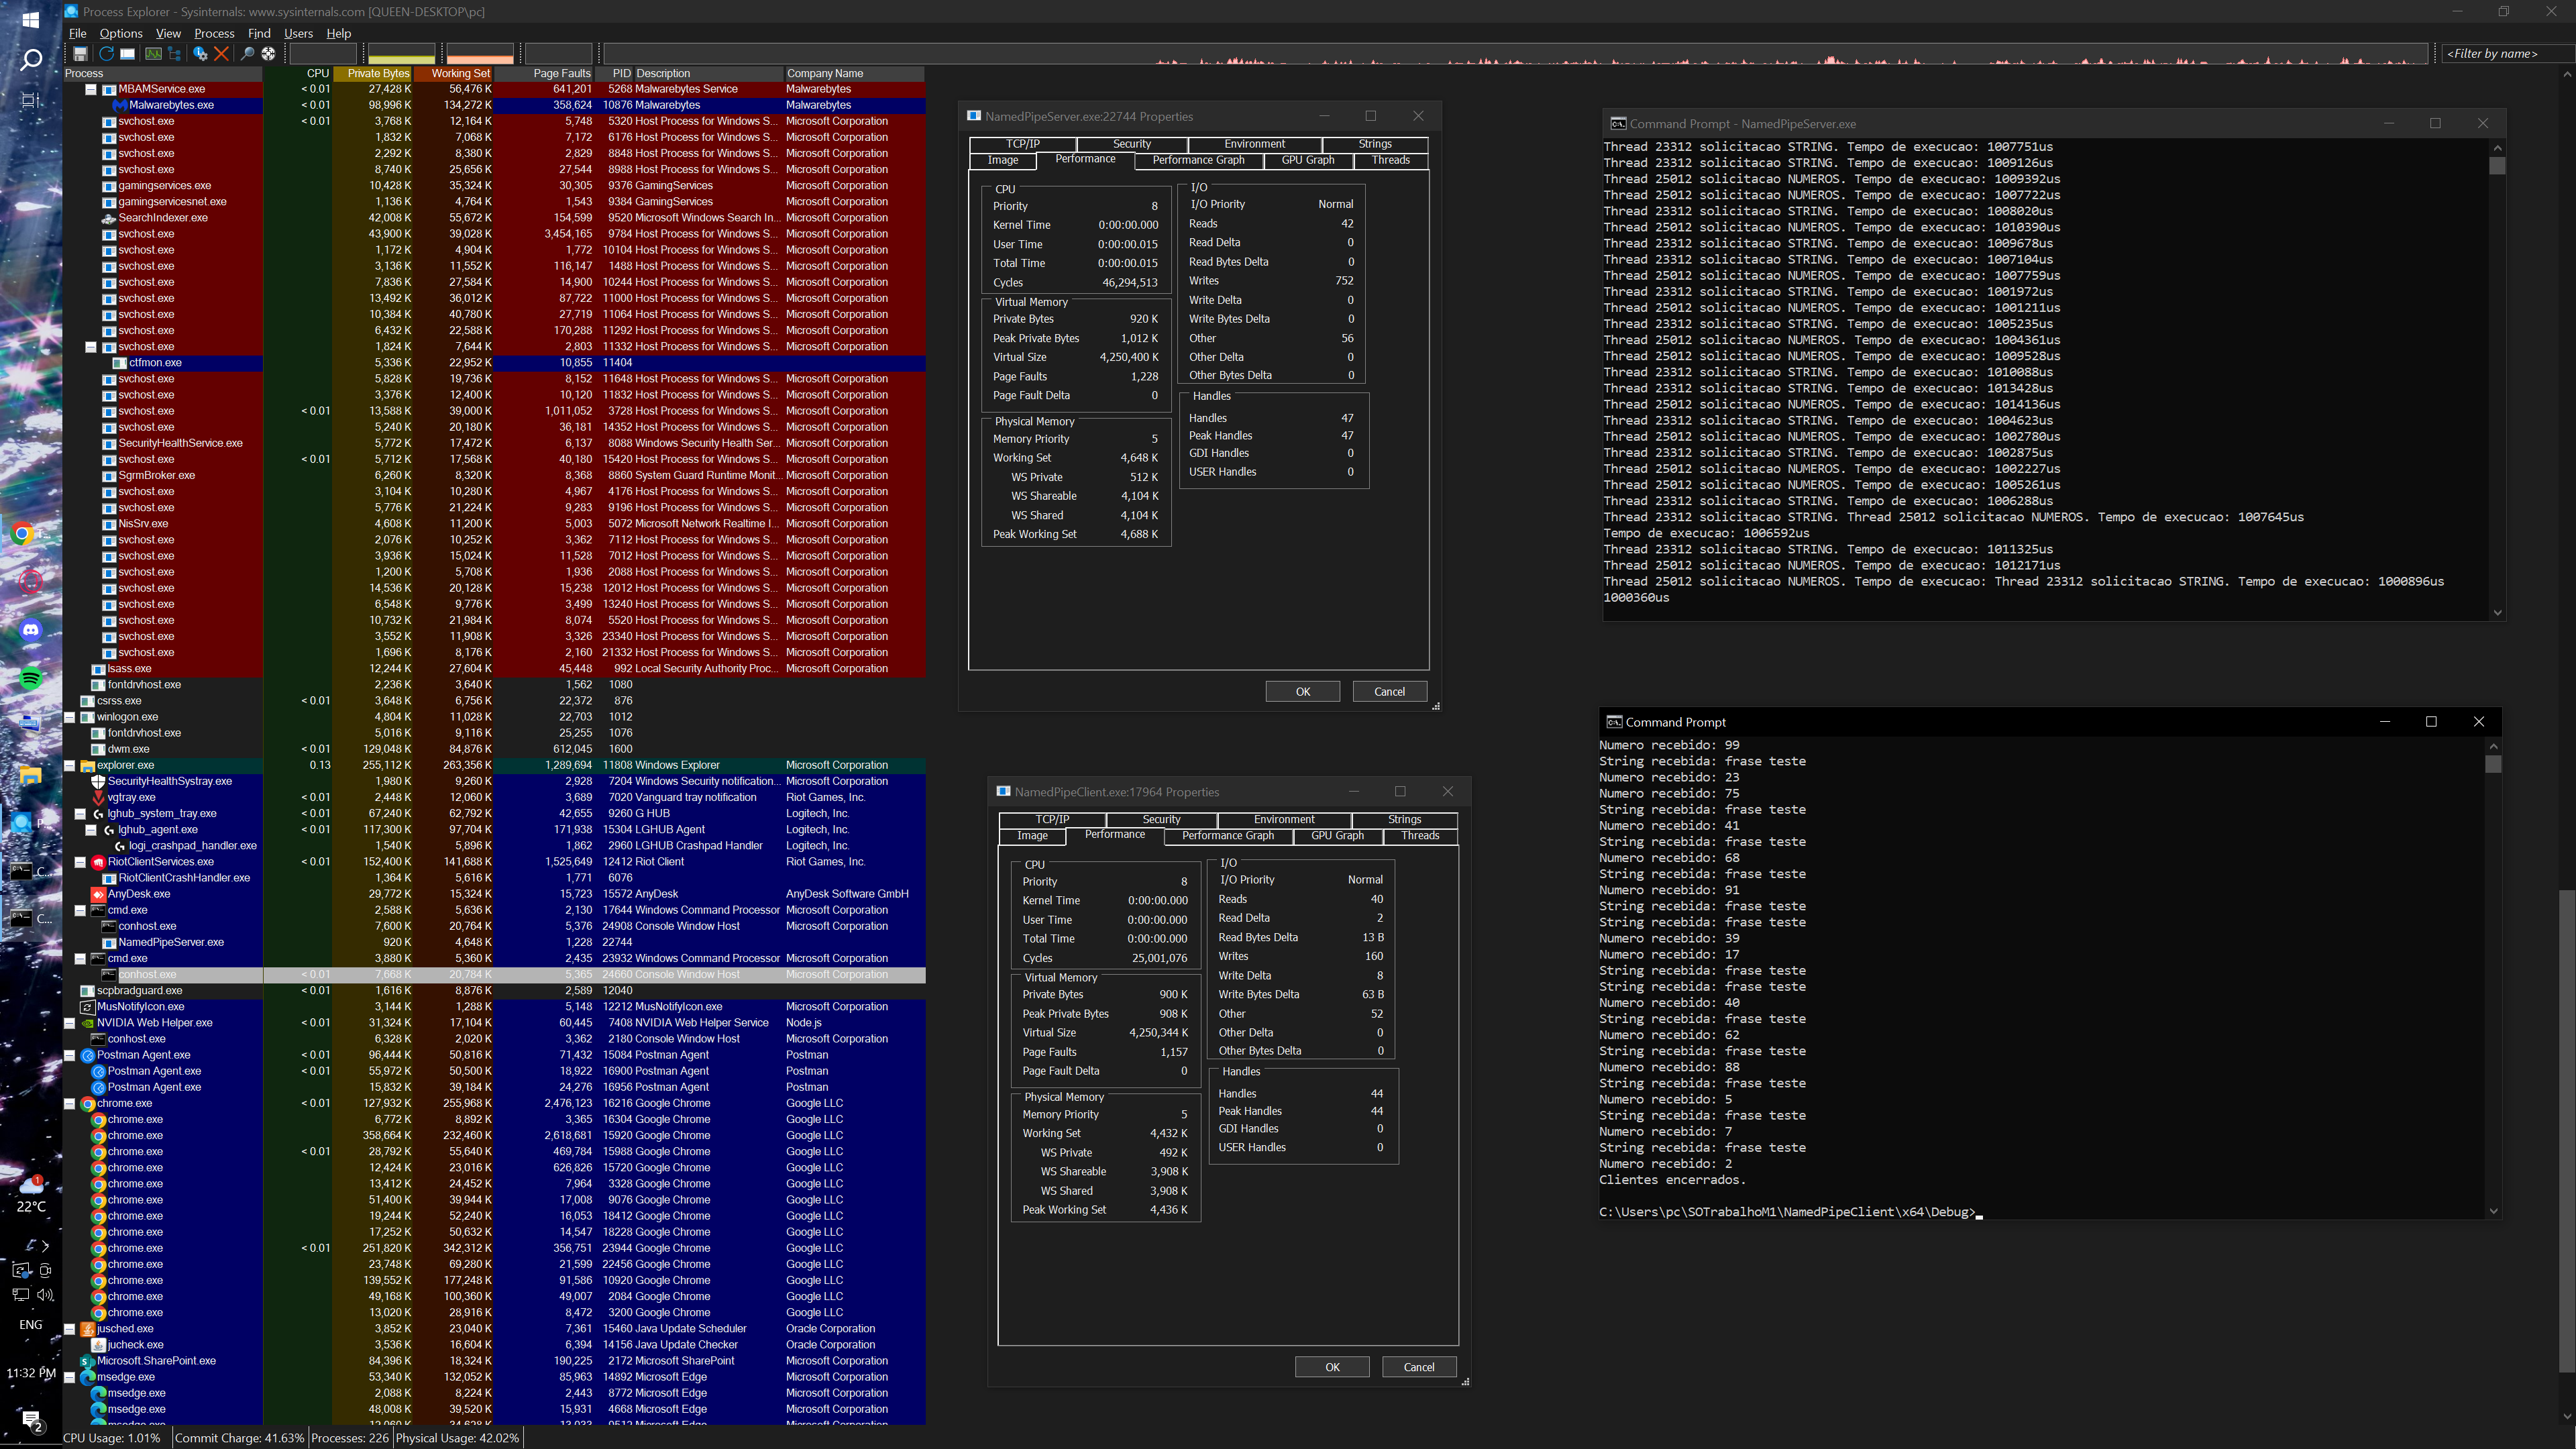 Process Explorer - Sysinternals: www.sysinternals.com [QUEEN-DESKTOP\pc]
File Options View Process Find Users Help
<Filter by name>
Process CPU Private Bytes Working Set Page Faults PID Description Company Name
MBAMService.exe < 0.01 27,428 K 56,476 K 641,201 5268 Malwarebytes Service Malwarebytes
Malwarebytes.exe < 0.01 98,996 K 134,272 K 358,624 10876 Malwarebytes Malwarebytes
svchost.exe < 0.01 3,768 K 12,164 K 5,748 5320 Host Process for Windows S... Microsoft Corporation
svchost.exe 1,832 K 7,068 K 7,172 6176 Host Process for Windows S... Microsoft Corporation
svchost.exe 2,292 K 8,380 K 2,829 8848 Host Process for Windows S... Microsoft Corporation
svchost.exe 8,740 K 25,656 K 27,544 8988 Host Process for Windows S... Microsoft Corporation
gamingservices.exe 10,428 K 35,324 K 30,305 9376 GamingServices Microsoft Corporation
gamingservicesnet.exe 1,136 K 4,764 K 1,543 9384 GamingServices Microsoft Corporation
SearchIndexer.exe 42,008 K 55,672 K 154,599 9520 Microsoft Windows Search In... Microsoft Corporation
svchost.exe 43,900 K 39,028 K 3,454,165 9784 Host Process for Windows S... Microsoft Corporation
svchost.exe 1,172 K 4,904 K 1,772 10104 Host Process for Windows S... Microsoft Corporation
svchost.exe 3,136 K 11,552 K 116,147 1488 Host Process for Windows S... Microsoft Corporation
svchost.exe 7,836 K 27,584 K 14,900 10244 Host Process for Windows S... Microsoft Corporation
svchost.exe 13,492 K 36,012 K 87,722 11000 Host Process for Windows S... Microsoft Corporation
svchost.exe 10,384 K 40,780 K 27,719 11064 Host Process for Windows S... Microsoft Corporation
svchost.exe 6,432 K 22,588 K 170,288 11292 Host Process for Windows S... Microsoft Corporation
svchost.exe 1,824 K 7,644 K 2,803 11332 Host Process for Windows S... Microsoft Corporation
ctfmon.exe 5,336 K 22,952 K 10,855 11404
svchost.exe 5,828 K 19,736 K 8,152 11648 Host Process for Windows S... Microsoft Corporation
svchost.exe 3,376 K 12,400 K 10,120 11832 Host Process for Windows S... Microsoft Corporation
svchost.exe < 0.01 13,588 K 39,000 K 1,011,052 3728 Host Process for Windows S... Microsoft Corporation
svchost.exe 5,240 K 20,180 K 36,181 14352 Host Process for Windows S... Microsoft Corporation
SecurityHealthService.exe 5,772 K 17,472 K 6,137 8088 Windows Security Health Ser... Microsoft Corporation
svchost.exe < 0.01 5,712 K 17,568 K 40,180 15420 Host Process for Windows S... Microsoft Corporation
SgrmBroker.exe 6,260 K 8,320 K 8,368 8860 System Guard Runtime Monit... Microsoft Corporation
svchost.exe 3,104 K 10,280 K 4,967 4176 Host Process for Windows S... Microsoft Corporation
svchost.exe 5,776 K 21,224 K 9,283 9196 Host Process for Windows S... Microsoft Corporation
NisSrv.exe 4,608 K 11,200 K 5,003 5072 Microsoft Network Realtime I... Microsoft Corporation
svchost.exe 2,076 K 10,252 K 3,362 7112 Host Process for Windows S... Microsoft Corporation
svchost.exe 3,936 K 15,024 K 11,528 7012 Host Process for Windows S... Microsoft Corporation
svchost.exe 1,200 K 5,708 K 1,936 2088 Host Process for Windows S... Microsoft Corporation
svchost.exe 14,536 K 20,128 K 15,238 12012 Host Process for Windows S... Microsoft Corporation
svchost.exe 6,548 K 9,776 K 3,499 13240 Host Process for Windows S... Microsoft Corporation
svchost.exe 10,732 K 21,984 K 8,074 5520 Host Process for Windows S... Microsoft Corporation
svchost.exe 3,552 K 11,908 K 3,326 23340 Host Process for Windows S... Microsoft Corporation
svchost.exe 1,696 K 8,176 K 2,160 21332 Host Process for Windows S... Microsoft Corporation
lsass.exe 12,244 K 27,604 K 45,448 992 Local Security Authority Proc... Microsoft Corporation
fontdrvhost.exe 2,236 K 3,640 K 1,562 1080
csrss.exe < 0.01 3,648 K 6,756 K 22,372 876
winlogon.exe 4,804 K 11,028 K 22,703 1012
fontdrvhost.exe 5,016 K 9,116 K 25,255 1076
dwm.exe < 0.01 129,048 K 84,876 K 612,045 1600
explorer.exe 0.13 255,112 K 263,356 K 1,289,694 11808 Windows Explorer Microsoft Corporation
SecurityHealthSystray.exe 1,980 K 9,260 K 2,928 7204 Windows Security notification... Microsoft Corporation
vgtray.exe < 0.01 2,448 K 12,060 K 3,689 7020 Vanguard tray notification Riot Games, Inc.
lghub_system_tray.exe < 0.01 67,240 K 62,792 K 42,655 9260 G HUB Logitech, Inc.
lghub_agent.exe < 0.01 117,300 K 97,704 K 171,938 15304 LGHUB Agent Logitech, Inc.
logi_crashpad_handler.exe 1,540 K 5,896 K 1,862 2960 LGHUB Crashpad Handler Logitech, Inc.
RiotClientServices.exe < 0.01 152,400 K 141,688 K 1,525,649 12412 Riot Client Riot Games, Inc.
RiotClientCrashHandler.exe 1,364 K 5,616 K 1,771 6076
AnyDesk.exe 29,772 K 15,324 K 15,723 15572 AnyDesk AnyDesk Software GmbH
cmd.exe 2,588 K 5,636 K 2,130 17644 Windows Command Processor Microsoft Corporation
conhost.exe 7,600 K 20,764 K 5,376 24908 Console Window Host Microsoft Corporation
NamedPipeServer.exe 920 K 4,648 K 1,228 22744
cmd.exe 3,880 K 5,360 K 2,435 23932 Windows Command Processor Microsoft Corporation
conhost.exe < 0.01 7,668 K 20,784 K 5,365 24660 Console Window Host Microsoft Corporation
scpbradguard.exe < 0.01 1,616 K 8,876 K 2,589 12040
MusNotifyIcon.exe 3,144 K 1,288 K 5,148 12212 MusNotifyIcon.exe Microsoft Corporation
NVIDIA Web Helper.exe < 0.01 31,324 K 17,104 K 60,445 7408 NVIDIA Web Helper Service Node.js
conhost.exe 6,328 K 2,020 K 3,362 2180 Console Window Host Microsoft Corporation
Postman Agent.exe < 0.01 96,444 K 50,816 K 71,432 15084 Postman Agent Postman
Postman Agent.exe < 0.01 55,972 K 50,500 K 18,922 16900 Postman Agent Postman
Postman Agent.exe 15,832 K 39,184 K 24,276 16956 Postman Agent Postman
chrome.exe < 0.01 127,932 K 255,968 K 2,476,123 16216 Google Chrome Google LLC
chrome.exe 6,772 K 8,892 K 3,365 16304 Google Chrome Google LLC
chrome.exe 358,664 K 232,460 K 2,618,681 15920 Google Chrome Google LLC
chrome.exe < 0.01 28,792 K 55,640 K 469,784 15988 Google Chrome Google LLC
chrome.exe 12,424 K 23,016 K 626,826 15720 Google Chrome Google LLC
chrome.exe 13,412 K 24,452 K 7,964 3328 Google Chrome Google LLC
chrome.exe 51,400 K 39,944 K 17,008 9076 Google Chrome Google LLC
chrome.exe 19,244 K 52,240 K 16,053 18412 Google Chrome Google LLC
chrome.exe 17,252 K 50,632 K 14,547 18228 Google Chrome Google LLC
chrome.exe < 0.01 251,820 K 342,312 K 356,751 23944 Google Chrome Google LLC
chrome.exe 23,748 K 69,280 K 21,599 22456 Google Chrome Google LLC
chrome.exe 139,552 K 177,248 K 91,586 10920 Google Chrome Google LLC
chrome.exe 49,168 K 100,360 K 49,007 2084 Google Chrome Google LLC
chrome.exe 13,020 K 28,916 K 8,472 3200 Google Chrome Google LLC
jusched.exe 3,852 K 23,040 K 7,361 15460 Java Update Scheduler Oracle Corporation
jucheck.exe 3,536 K 16,604 K 6,394 14156 Java Update Checker Oracle Corporation
Microsoft.SharePoint.exe 84,396 K 18,324 K 190,225 2172 Microsoft SharePoint Microsoft Corporation
msedge.exe 53,340 K 132,052 K 85,963 14892 Microsoft Edge Microsoft Corporation
msedge.exe 2,088 K 8,224 K 2,443 8772 Microsoft Edge Microsoft Corporation
msedge.exe 48,008 K 39,520 K 15,931 4668 Microsoft Edge Microsoft Corporation
CPU Usage: 1.01% Commit Charge: 41.63% Processes: 226 Physical Usage: 42.02%
NamedPipeServer.exe:22744 Properties
TCP/IP Security Environment Strings
Image Performance Performance Graph GPU Graph Threads
CPU
Priority 8
Kernel Time 0:00:00.000
User Time 0:00:00.015
Total Time 0:00:00.015
Cycles 46,294,513
Virtual Memory
Private Bytes 920 K
Peak Private Bytes 1,012 K
Virtual Size 4,250,400 K
Page Faults 1,228
Page Fault Delta 0
Physical Memory
Memory Priority 5
Working Set 4,648 K
WS Private 512 K
WS Shareable 4,104 K
WS Shared 4,104 K
Peak Working Set 4,688 K
I/O
I/O Priority Normal
Reads 42
Read Delta 0
Read Bytes Delta 0
Writes 752
Write Delta 0
Write Bytes Delta 0
Other 56
Other Delta 0
Other Bytes Delta 0
Handles
Handles 47
Peak Handles 47
GDI Handles 0
USER Handles 0
OK Cancel
NamedPipeClient.exe:17964 Properties
TCP/IP Security Environment Strings
Image Performance Performance Graph GPU Graph Threads
CPU
Priority 8
Kernel Time 0:00:00.000
User Time 0:00:00.000
Total Time 0:00:00.000
Cycles 25,001,076
Virtual Memory
Private Bytes 900 K
Peak Private Bytes 908 K
Virtual Size 4,250,344 K
Page Faults 1,157
Page Fault Delta 0
Physical Memory
Memory Priority 5
Working Set 4,432 K
WS Private 492 K
WS Shareable 3,908 K
WS Shared 3,908 K
Peak Working Set 4,436 K
I/O
I/O Priority Normal
Reads 40
Read Delta 2
Read Bytes Delta 13 B
Writes 160
Write Delta 8
Write Bytes Delta 63 B
Other 52
Other Delta 0
Other Bytes Delta 0
Handles
Handles 44
Peak Handles 44
GDI Handles 0
USER Handles 0
OK Cancel
Command Prompt - NamedPipeServer.exe
Thread 23312 solicitacao STRING. Tempo de execucao: 1007751us
Thread 23312 solicitacao STRING. Tempo de execucao: 1009126us
Thread 25012 solicitacao NUMEROS. Tempo de execucao: 1009392us
Thread 25012 solicitacao NUMEROS. Tempo de execucao: 1007722us
Thread 23312 solicitacao STRING. Tempo de execucao: 1008020us
Thread 25012 solicitacao NUMEROS. Tempo de execucao: 1010390us
Thread 23312 solicitacao STRING. Tempo de execucao: 1009678us
Thread 23312 solicitacao STRING. Tempo de execucao: 1007104us
Thread 25012 solicitacao NUMEROS. Tempo de execucao: 1007759us
Thread 23312 solicitacao STRING. Tempo de execucao: 1001972us
Thread 25012 solicitacao NUMEROS. Tempo de execucao: 1001211us
Thread 23312 solicitacao STRING. Tempo de execucao: 1005235us
Thread 25012 solicitacao NUMEROS. Tempo de execucao: 1004361us
Thread 25012 solicitacao NUMEROS. Tempo de execucao: 1009528us
Thread 23312 solicitacao STRING. Tempo de execucao: 1010088us
Thread 23312 solicitacao STRING. Tempo de execucao: 1013428us
Thread 25012 solicitacao NUMEROS. Tempo de execucao: 1014136us
Thread 23312 solicitacao STRING. Tempo de execucao: 1004623us
Thread 25012 solicitacao NUMEROS. Tempo de execucao: 1002780us
Thread 23312 solicitacao STRING. Tempo de execucao: 1002875us
Thread 25012 solicitacao NUMEROS. Tempo de execucao: 1002227us
Thread 25012 solicitacao NUMEROS. Tempo de execucao: 1005261us
Thread 23312 solicitacao STRING. Tempo de execucao: 1006288us
Thread 23312 solicitacao STRING. Thread 25012 solicitacao NUMEROS. Tempo de execucao: 1007645us
Tempo de execucao: 1006592us
Thread 23312 solicitacao STRING. Tempo de execucao: 1011325us
Thread 25012 solicitacao NUMEROS. Tempo de execucao: 1012171us
Thread 25012 solicitacao NUMEROS. Tempo de execucao: Thread 23312 solicitacao STRING. Tempo de execucao: 1000896us
1000360us
Command Prompt
Numero recebido: 99
String recebida: frase teste
Numero recebido: 23
Numero recebido: 75
String recebida: frase teste
Numero recebido: 41
String recebida: frase teste
Numero recebido: 68
String recebida: frase teste
Numero recebido: 91
String recebida: frase teste
String recebida: frase teste
Numero recebido: 39
Numero recebido: 17
String recebida: frase teste
String recebida: frase teste
Numero recebido: 40
String recebida: frase teste
Numero recebido: 62
String recebida: frase teste
Numero recebido: 88
String recebida: frase teste
Numero recebido: 5
String recebida: frase teste
Numero recebido: 7
String recebida: frase teste
Numero recebido: 2
Clientes encerrados.
C:\Users\pc\SOTrabalhoM1\NamedPipeClient\x64\Debug>
P...
C...
C...
1
22°C
ENG
11:32 PM
2